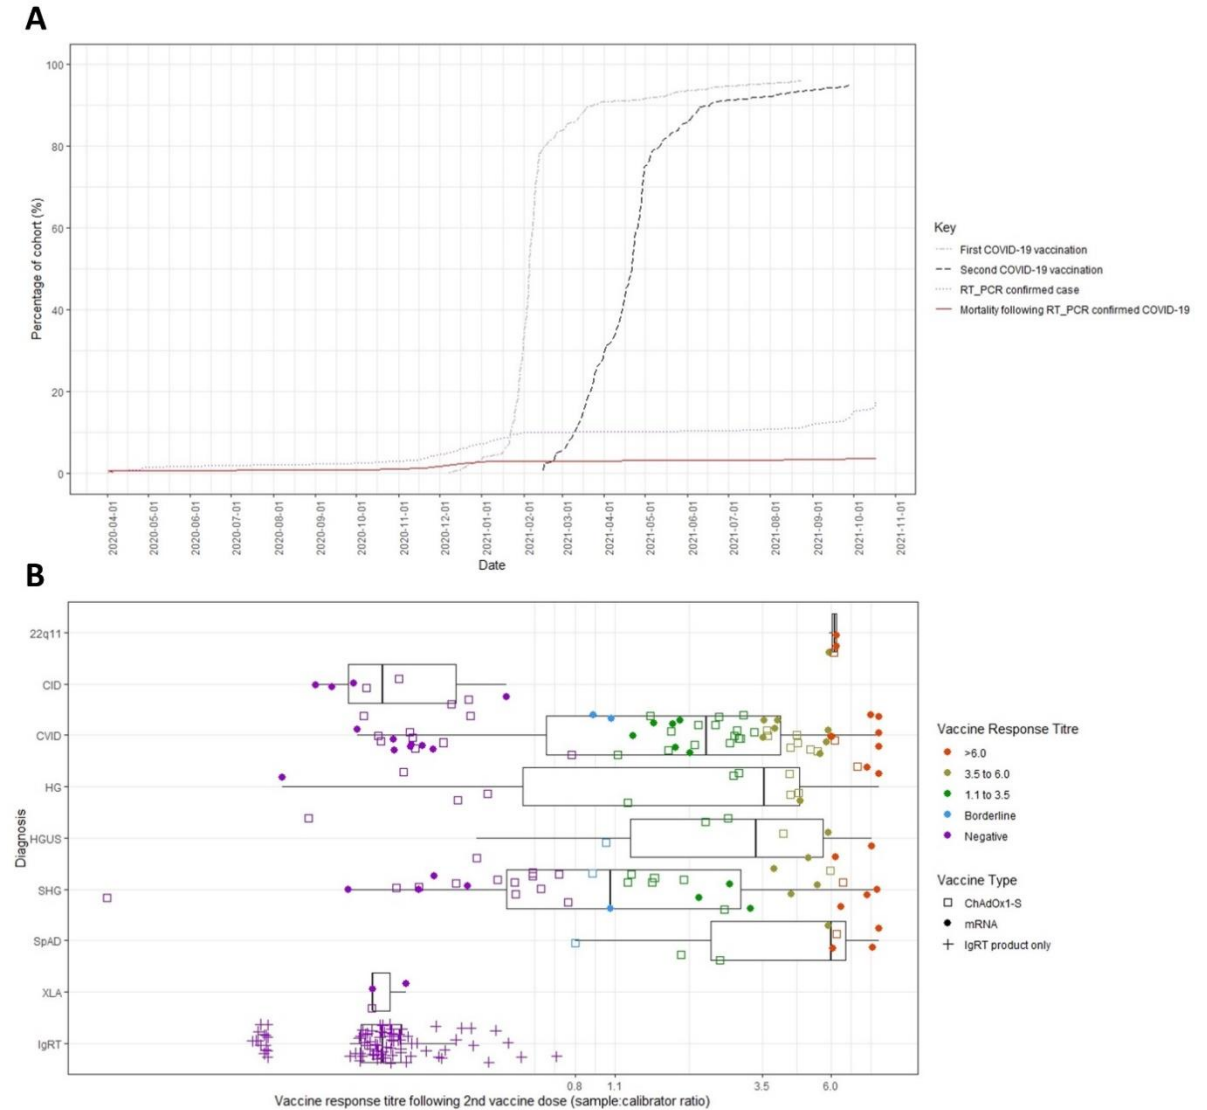 A
100
80
60
40
20
0
Percentage of cohort (%)
2020-04-01
2020-05-01
2020-06-01
2020-07-01
2020-08-01
2020-09-01
2020-10-01
2020-11-01
2020-12-01
2021-01-01
2021-02-01
2021-03-01
2021-04-01
2021-05-01
2021-06-01
2021-07-01
2021-08-01
2021-09-01
2021-10-01
2021-11-01
Date
Key
First COVID-19 vaccination
Second COVID-19 vaccination
RT_PCR confirmed case
Mortality following RT_PCR confirmed COVID-19
B
22q11
CID
CVID
HG
HGUS
SHG
SpAD
XLA
IgRT
Diagnosis
0.8
1.1
3.5
6.0
Vaccine response titre following 2nd vaccine dose (sample:calibrator ratio)
Vaccine Response Titre
>6.0
3.5 to 6.0
1.1 to 3.5
Borderline
Negative
Vaccine Type
ChAdOx1-S
mRNA
IgRT product only